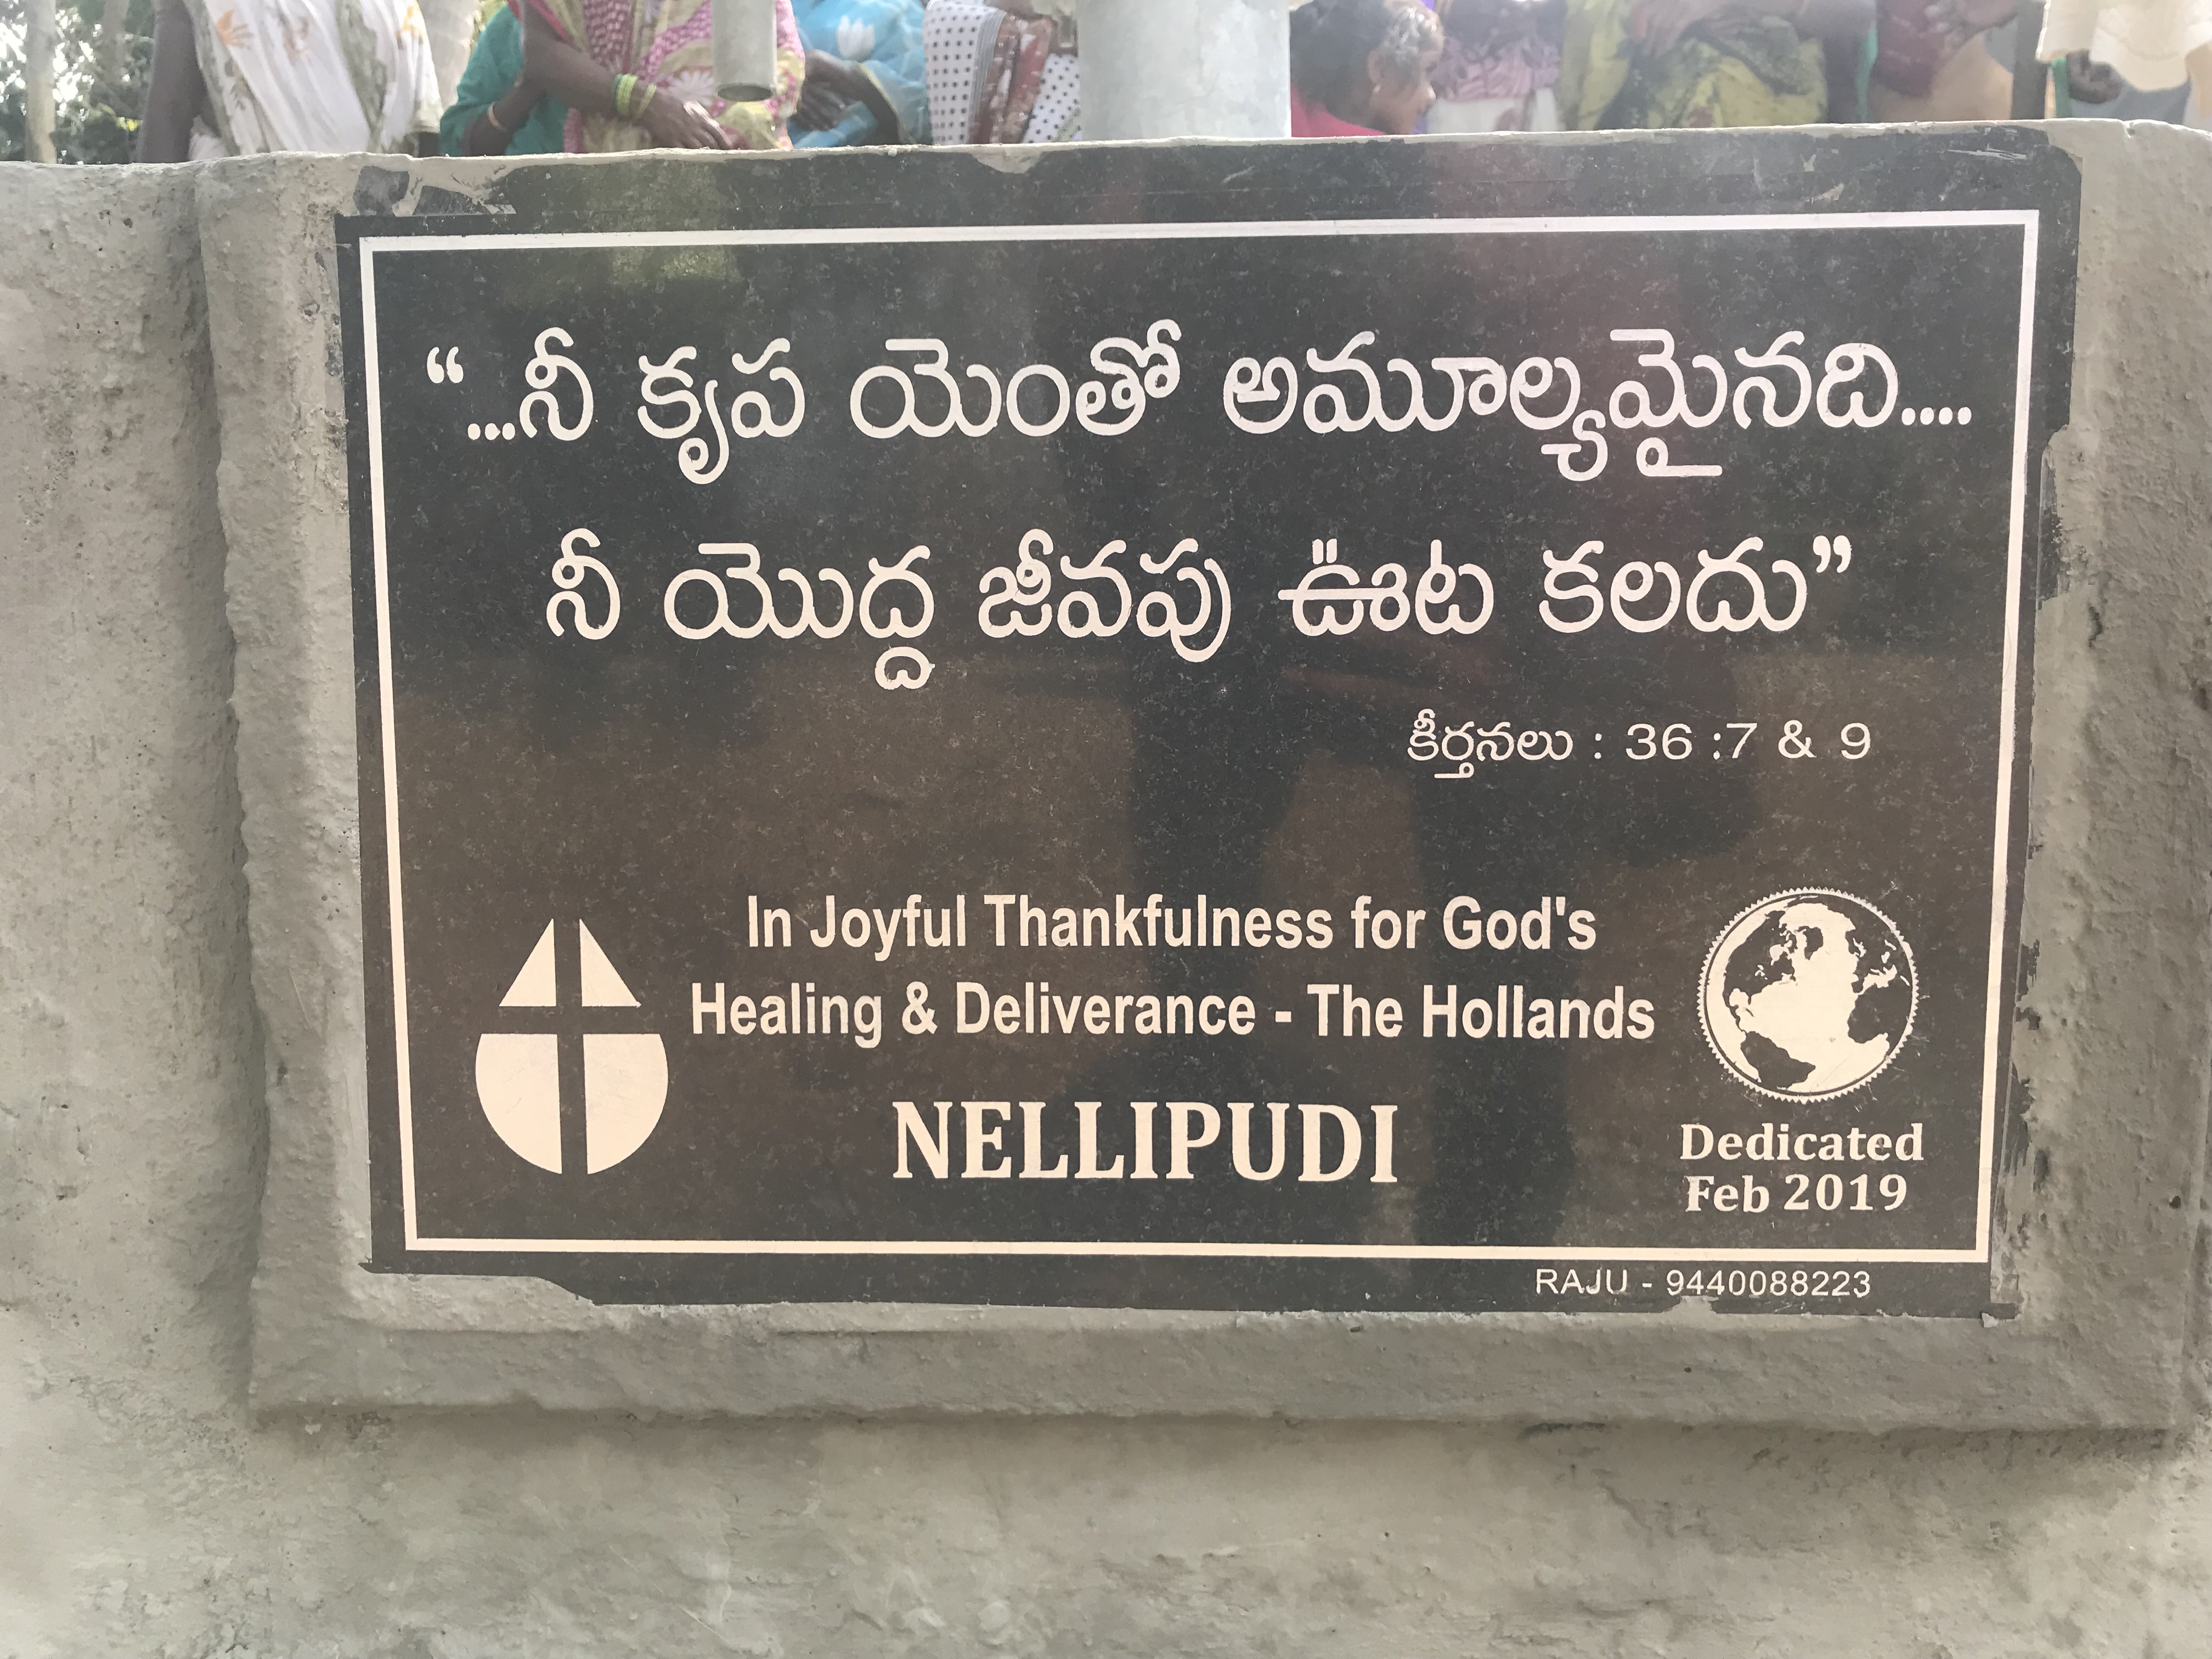 “...నీ కృప యెంతో అమూల్యమైనది....
నీ యొద్ద జీవపు ఊట కలదు”
కీర్తనలు : 36 :7 & 9
In Joyful Thankfulness for God's
Healing & Deliverance - The Hollands
NELLIPUDI
Dedicated
Feb 2019
RAJU - 9440088223